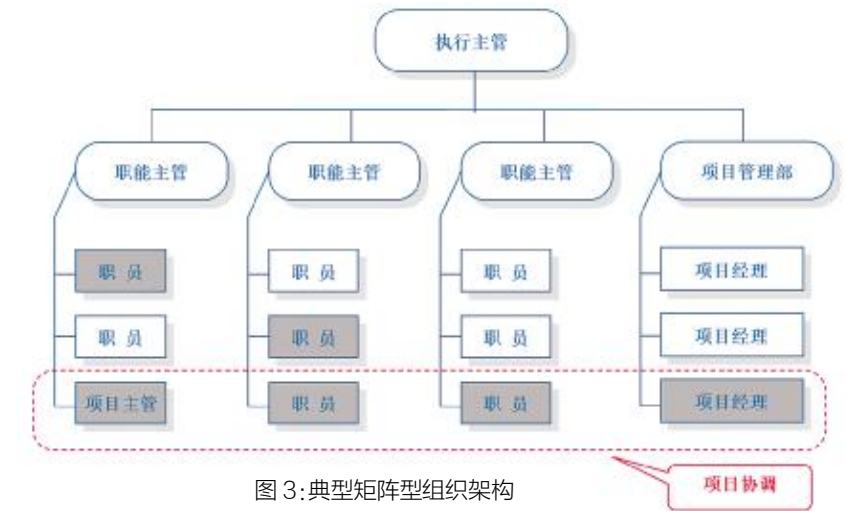 执行主管
职能主管 职能主管 职能主管 项目管理部
职 员 职 员 职 员 项目经理
职 员 职 员 职 员 项目经理
项目主管 职 员 职 员 项目经理
图 3:典型矩阵型组织架构
项目协调